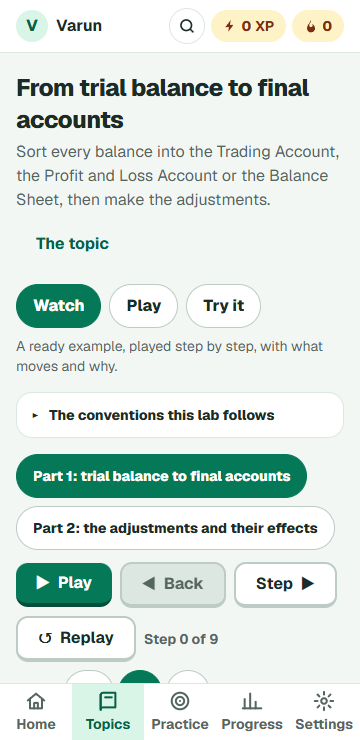 V Varun 0 XP 0
From trial balance to final
accounts
Sort every balance into the Trading Account,
the Profit and Loss Account or the Balance
Sheet, then make the adjustments.
The topic
Watch Play Try it
A ready example, played step by step, with what
moves and why.
▸ The conventions this lab follows
Part 1: trial balance to final accounts
Part 2: the adjustments and their effects
▶ Play ◀ Back Step ▶
↺ Replay Step 0 of 9
Home Topics Practice Progress Settings